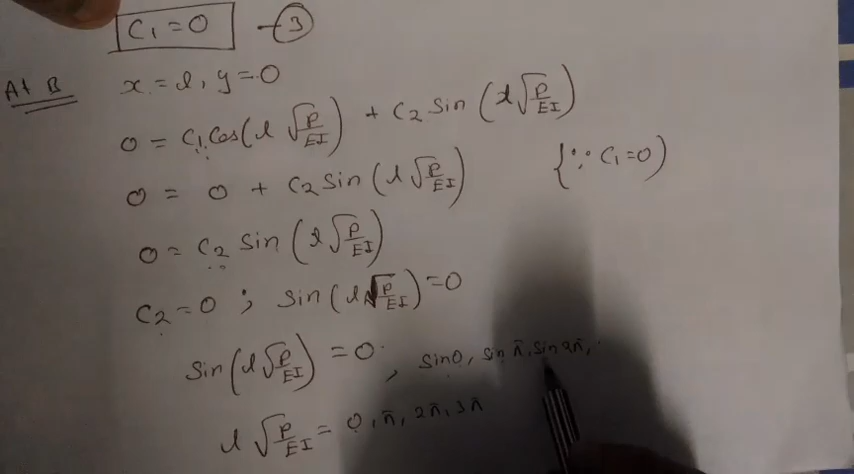 C₁ = 0 —③
At B x = l, y = 0
0 = C₁ Cos(l √P/EI) + C₂ Sin (l √P/EI)
0 = 0 + C₂ Sin (l √P/EI) {∵ C₁ = 0)
0 = C₂ Sin (l √P/EI)
C₂ = 0 ; Sin (l √P/EI) = 0
Sin (l √P/EI) = 0 , Sin0, Sin π, Sin 2π,
l √P/EI = 0, π, 2π, 3π